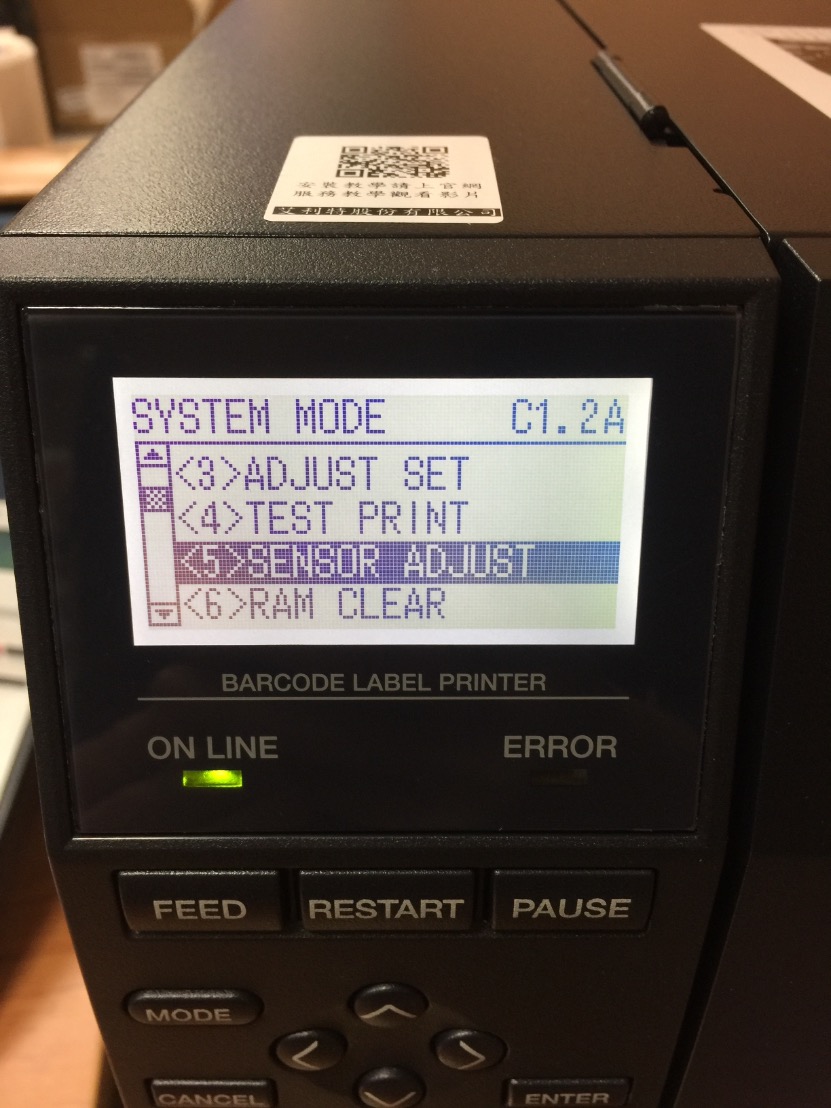 安裝教學請上官網
服務教學觀看影片
艾利特股份有限公司
SYSTEM MODE C1.2A
<3>ADJUST SET
<4>TEST PRINT
<5>SENSOR ADJUST
<6>RAM CLEAR
BARCODE LABEL PRINTER
ON LINE ERROR
FEED RESTART PAUSE
MODE
CANCEL ENTER